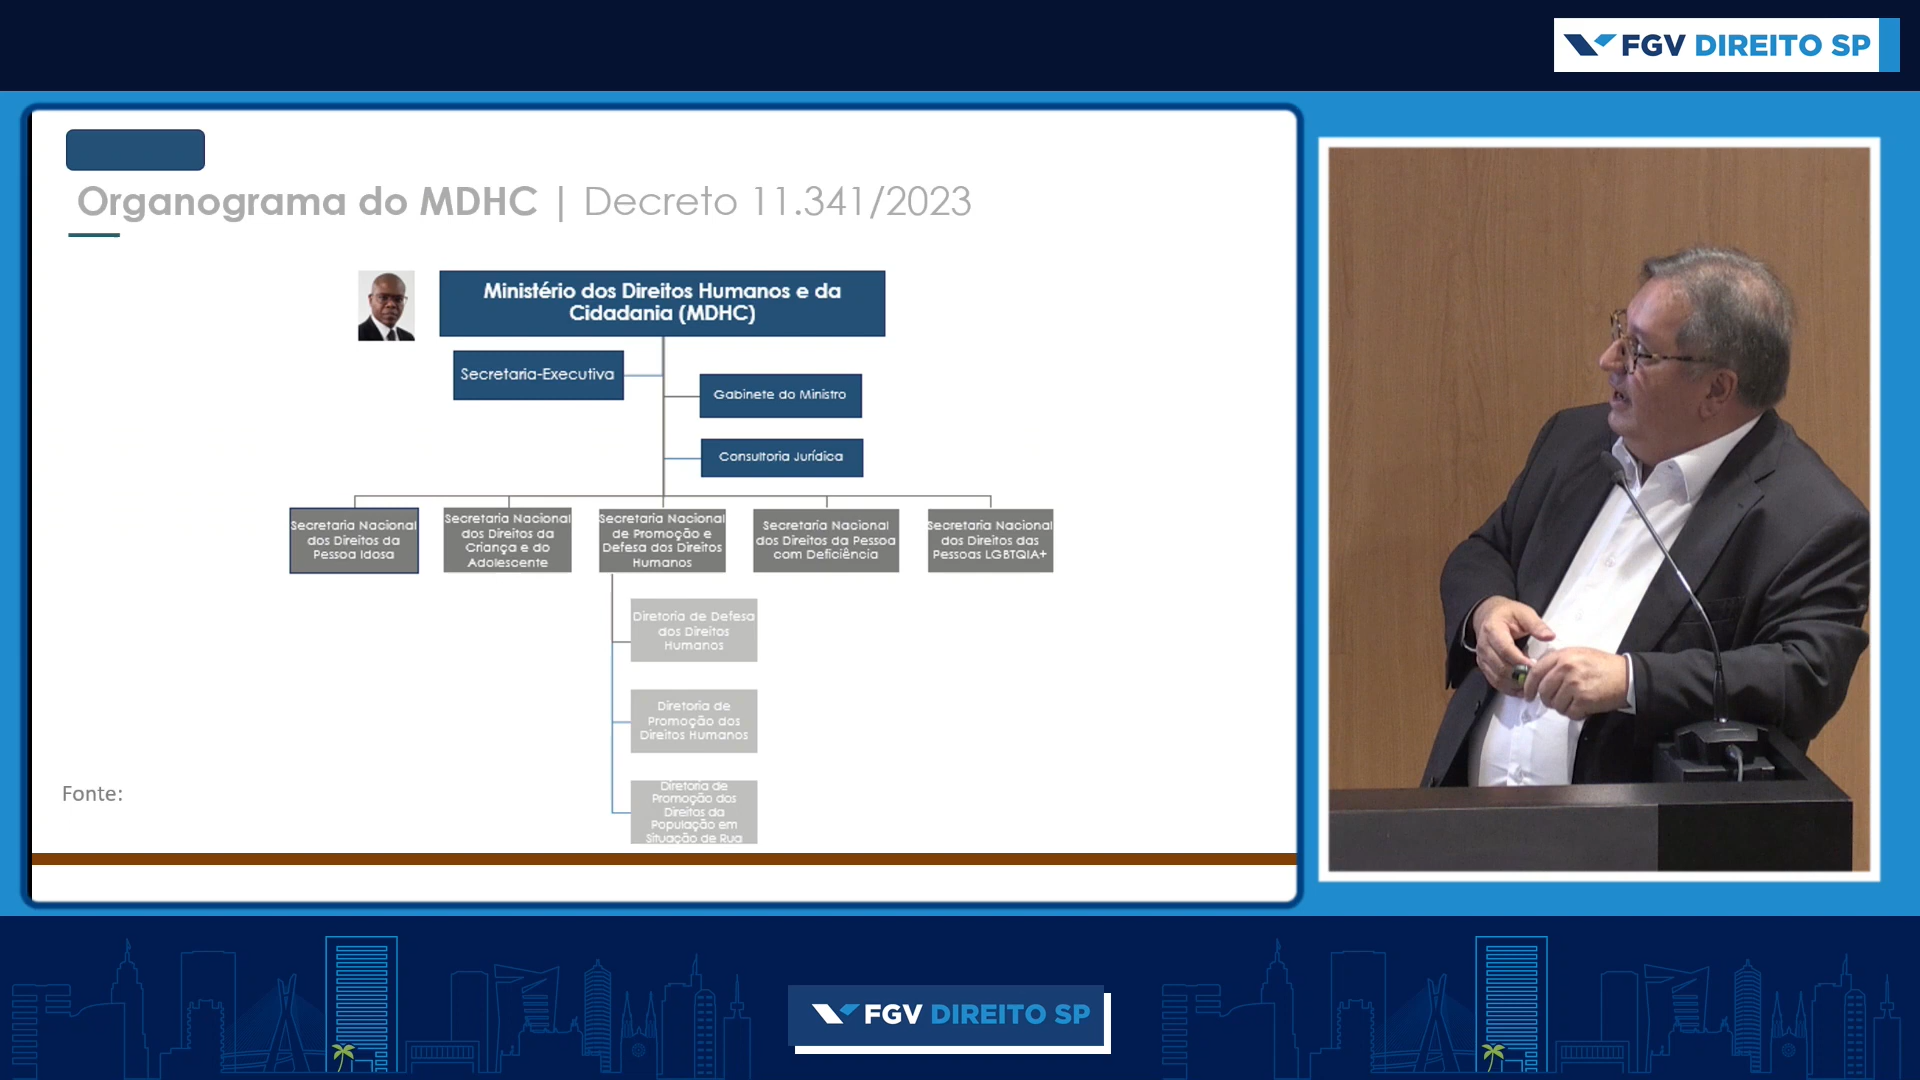 FGV DIREITO SP
Organograma do MDHC | Decreto 11.341/2023
Ministério dos Direitos Humanos e da
Cidadania (MDHC)
Secretaria-Executiva
Gabinete do Ministro
Consultoria Jurídica
Secretaria Nacional
dos Direitos da
Pessoa Idosa
Secretaria Nacional
dos Direitos da
Criança e do
Adolescente
Secretaria Nacional
de Promoção e
Defesa dos Direitos
Humanos
Secretaria Nacional
dos Direitos da Pessoa
com Deficiência
Secretaria Nacional
dos Direitos das
Pessoas LGBTQIA+
Diretoria de Defesa
dos Direitos
Humanos
Diretoria de
Promoção dos
Direitos Humanos
Diretoria de
Promoção dos
Direitos da
População em
Situação de Rua
Fonte:
FGV DIREITO SP